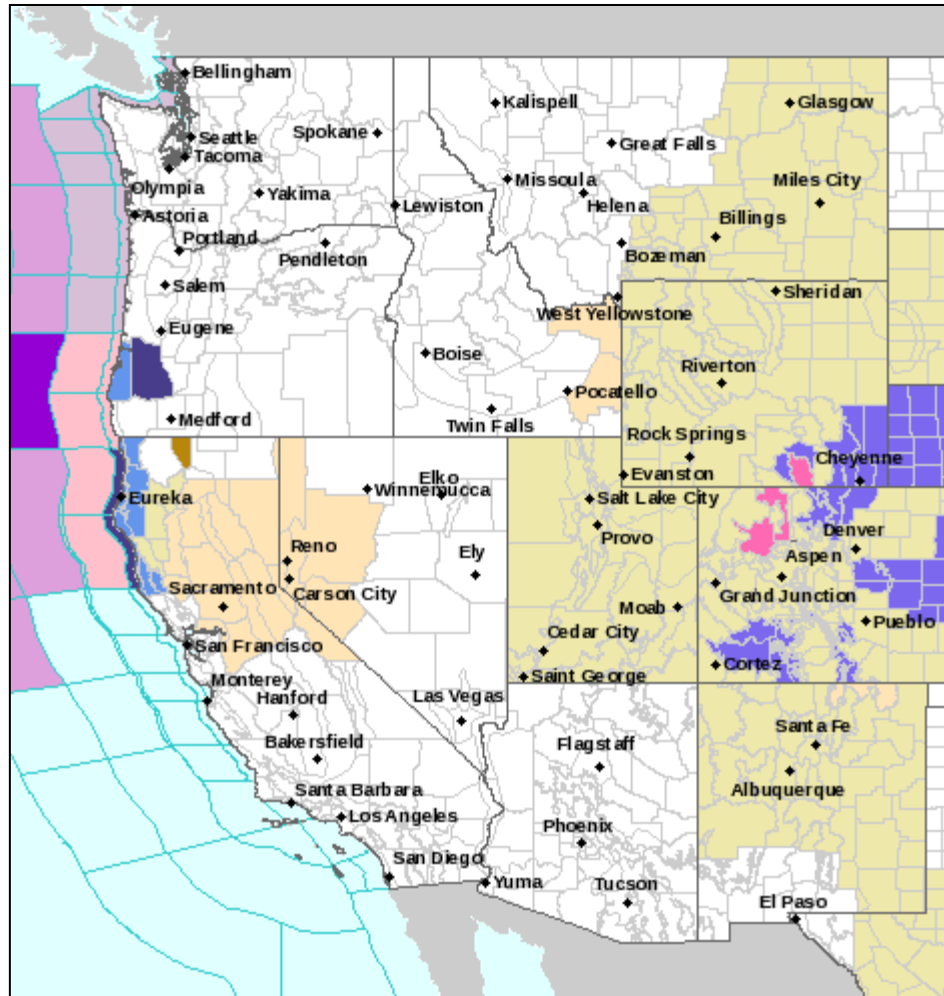 Bellingham
Kalispell
Glasgow
Seattle
Spokane
Great Falls
Tacoma
Missoula
Miles City
Olympia
Yakima
Helena
Lewiston
Astoria
Billings
Portland
Pendleton
Bozeman
Salem
Sheridan
West Yellowstone
Eugene
Boise
Riverton
Pocatello
Medford
Twin Falls
Rock Springs
Cheyenne
Elko
Evanston
Winnemucca
Eureka
Salt Lake City
Denver
Provo
Reno
Ely
Aspen
Sacramento
Carson City
Grand Junction
Moab
Pueblo
Cedar City
San Francisco
Cortez
Saint George
Monterey
Hanford
Las Vegas
Santa Fe
Bakersfield
Flagstaff
Albuquerque
Santa Barbara
Los Angeles
Phoenix
San Diego
Yuma
Tucson
El Paso